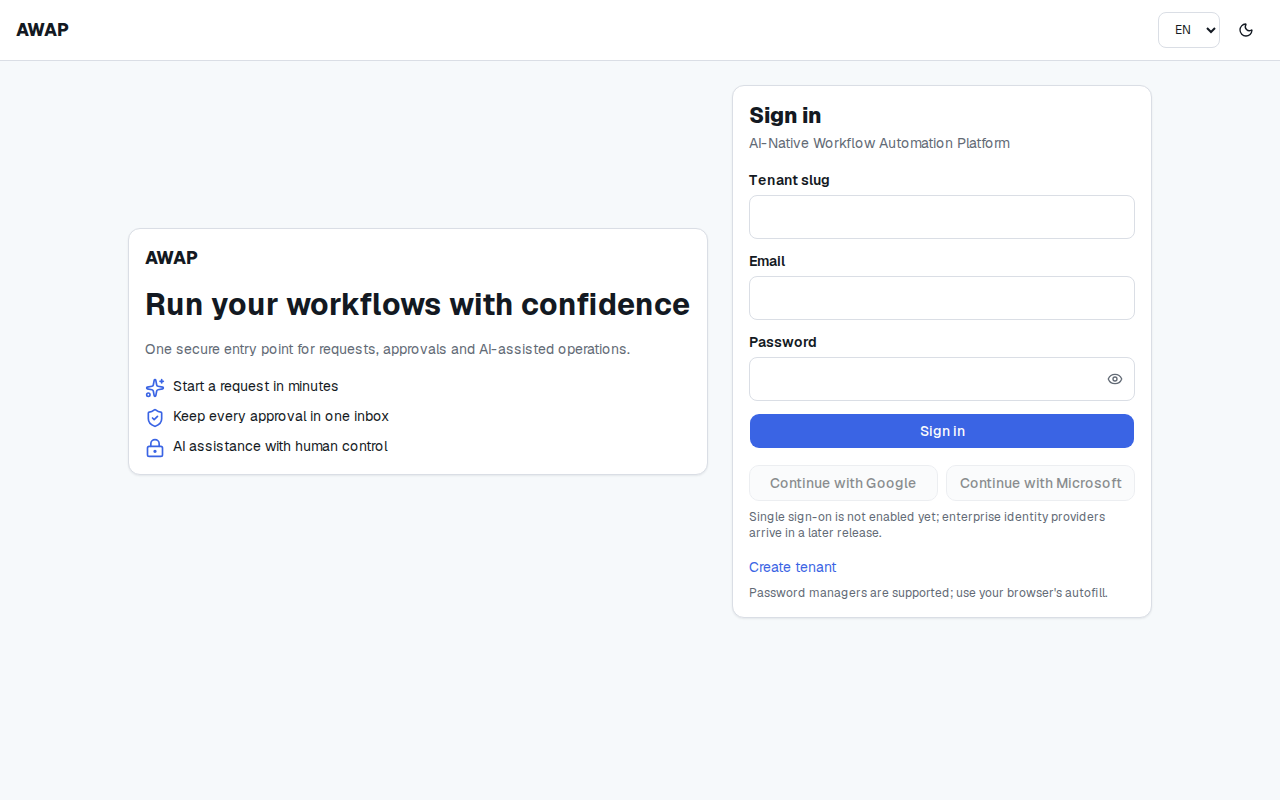 AWAP
EN
AWAP
Run your workflows with confidence
One secure entry point for requests, approvals and AI-assisted operations.
Start a request in minutes
Keep every approval in one inbox
AI assistance with human control
Sign in
AI-Native Workflow Automation Platform
Tenant slug
Email
Password
Sign in
Continue with Google
Continue with Microsoft
Single sign-on is not enabled yet; enterprise identity providers
arrive in a later release.
Create tenant
Password managers are supported; use your browser's autofill.